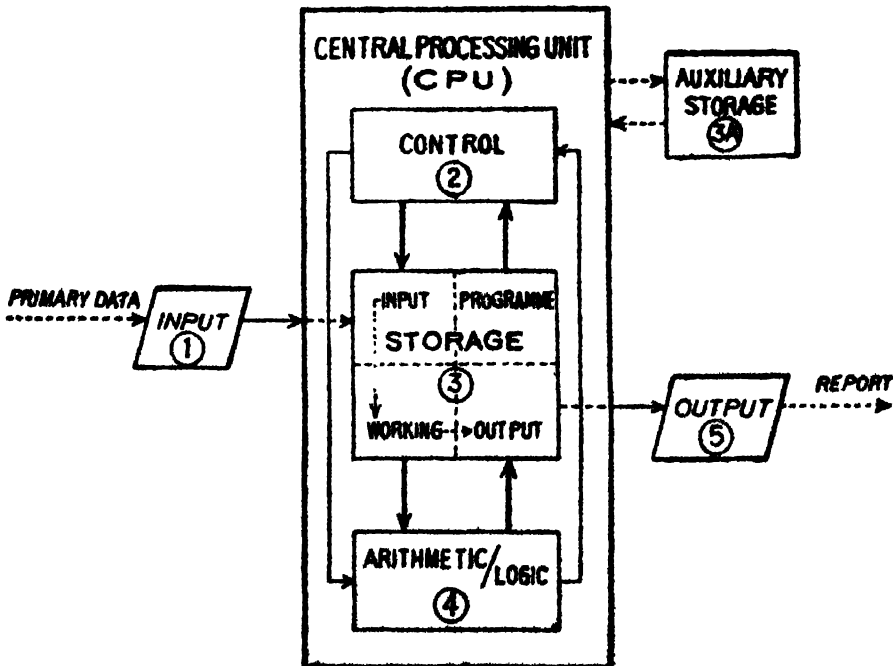 CENTRAL PROCESSING UNIT
(CPU)
AUXILIARY
STORAGE
3A
CONTROL
2
PRIMARY DATA
INPUT
1
INPUT PROGRAMME
STORAGE
3
WORKING OUTPUT
REPORT
OUTPUT
5
ARITHMETIC/LOGIC
4